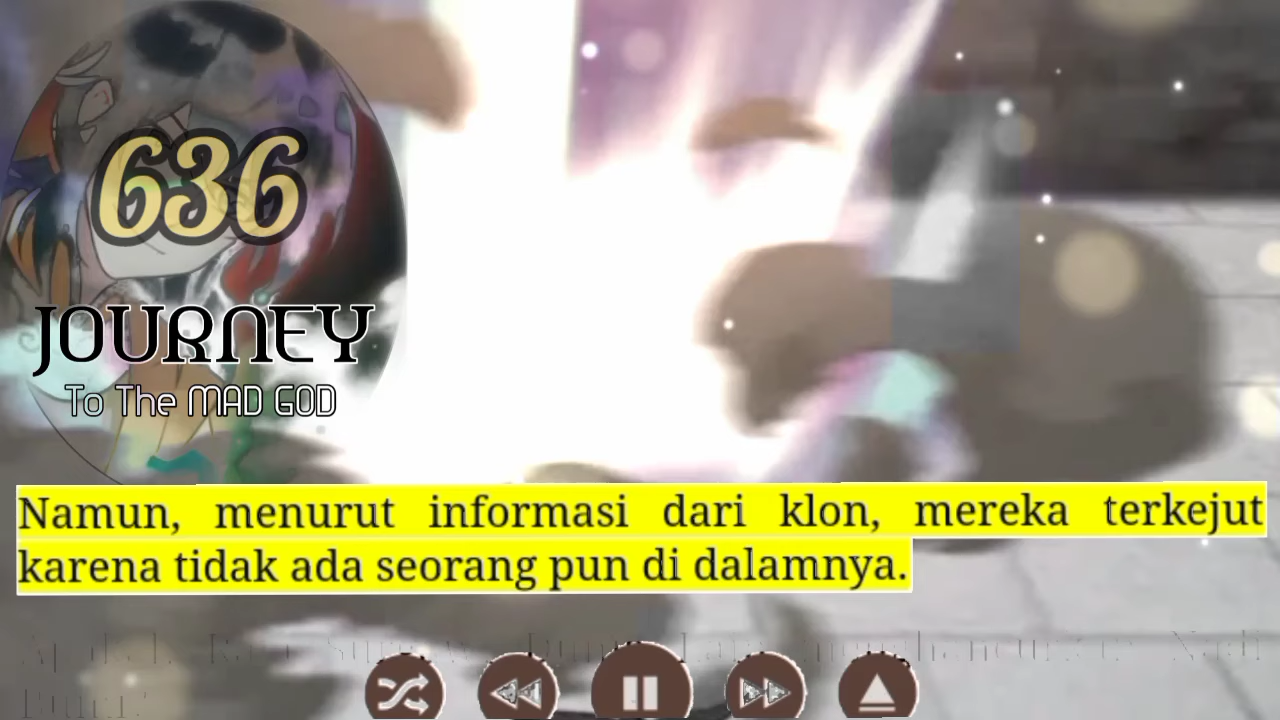 636
JOURNEY
To The MAD GOD
Namun, menurut informasi dari klon, mereka terkejut
karena tidak ada seorang pun di dalamnya.